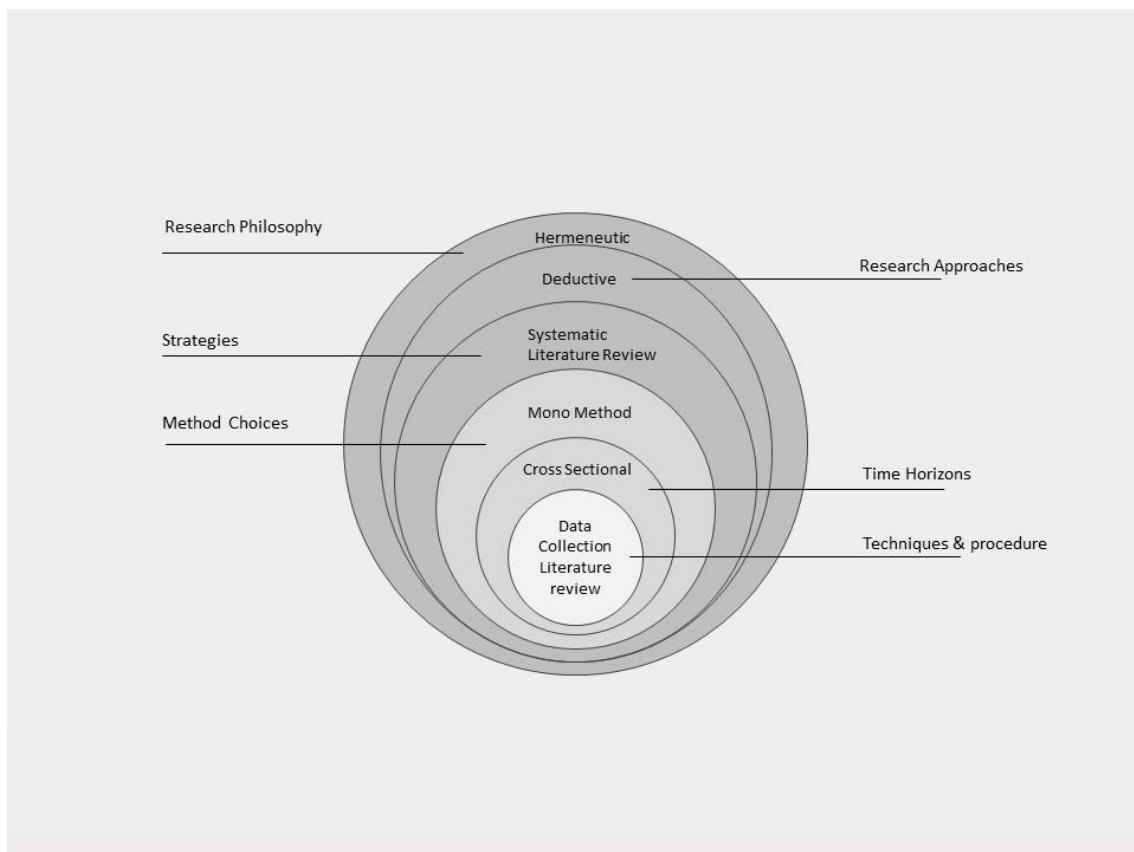 Research Philosophy
Hermeneutic
Research Approaches
Deductive
Strategies
Systematic
Literature Review
Method Choices
Mono Method
Cross Sectional
Time Horizons
Data
Collection
Literature
review
Techniques & procedure